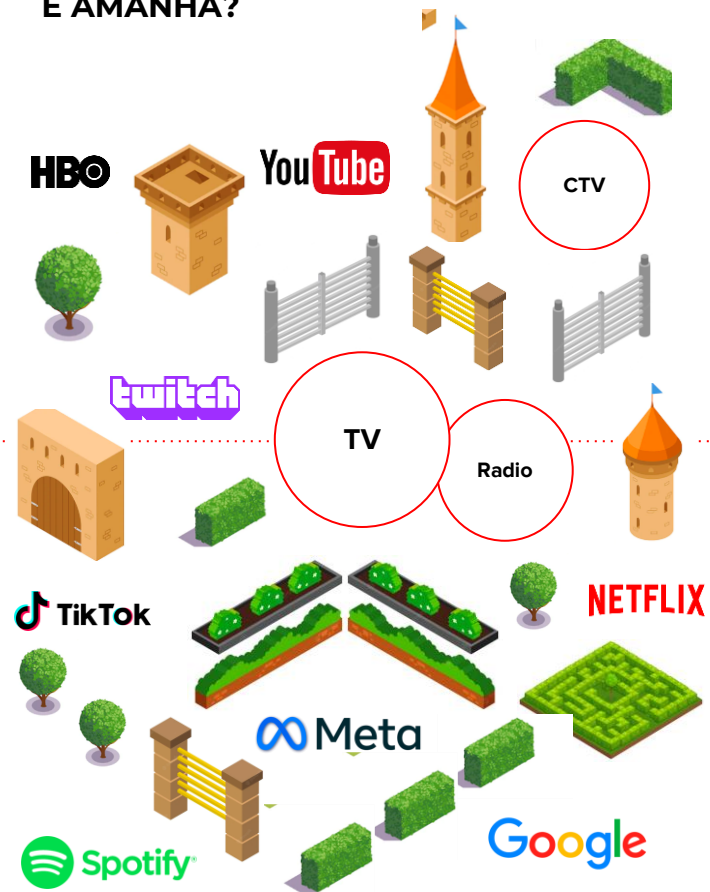 E AMANHÃ?
HBO
YouTube
CTV
twitch
TV
Radio
TikTok
NETFLIX
Meta
Spotify
Google